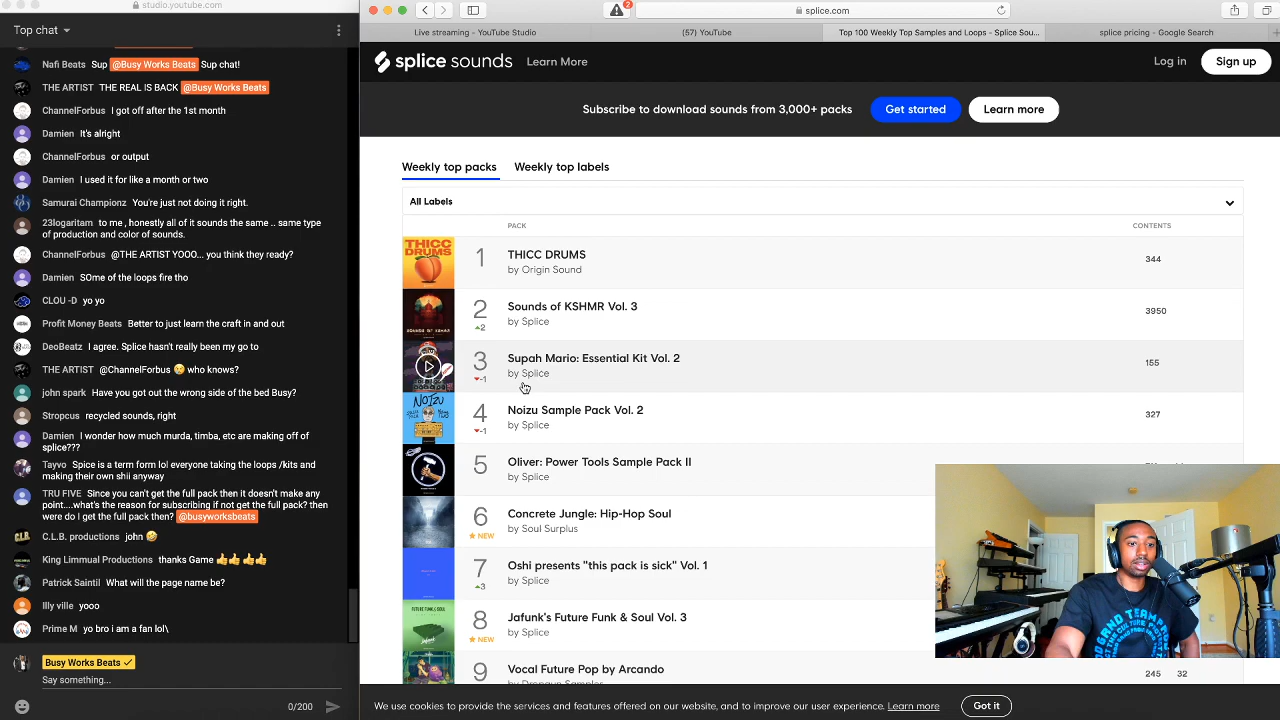 studio.youtube.com
Top chat
Nafi Beats Sup @Busy Works Beats Sup chat!
THE ARTIST THE REAL IS BACK @Busy Works Beats
ChannelForbus I got off after the 1st month
Damien It's alright
ChannelForbus or output
Damien I used it for like a month or two
Samurai Championz You're just not doing it right.
23logaritam to me , honestly all of it sounds the same .. same type
of production and color of sounds.
ChannelForbus @THE ARTIST YOOO... you think they ready?
Damien SOme of the loops fire tho
CLOU -D yo yo
Profit Money Beats Better to just learn the craft in and out
DeoBeatz I agree. Splice hasn't really been my go to
THE ARTIST @ChannelForbus 😢 who knows?
john spark Have you got out the wrong side of the bed Busy?
Stropcus recycled sounds, right
Damien I wonder how much murda, timba, etc are making off of
splice???
Tayvo Spice is a term form lol everyone taking the loops /kits and
making their own shii anyway
TRU FIVE Since you can't get the full pack then it doesn't make any
point....what's the reason for subscribing if not get the full pack? then
were do I get the full pack then? @busyworksbeats
C.L.B. productions john 🤣
King Limmual Productions thanks Game 👍👍👍👍
Patrick Saintil What will the page name be?
Illy ville yooo
Prime M yo bro i am a fan lol\
Busy Works Beats ✓
Say something...
0/200
2
splice.com
Live streaming - YouTube Studio
(57) YouTube
Top 100 Weekly Top Samples and Loops - Splice Sou...
splice pricing - Google Search
splice sounds
Learn More
Log in
Sign up
Subscribe to download sounds from 3,000+ packs
Get started
Learn more
Weekly top packs
Weekly top labels
All Labels
PACK
CONTENTS
THICC
DRUMS
1
THICC DRUMS
by Origin Sound
344
SOUNDS OF KSHMR
2
▲2
Sounds of KSHMR Vol. 3
by Splice
3950
3
▼-1
Supah Mario: Essential Kit Vol. 2
by Splice
155
NOIZU
4
▼-1
Noizu Sample Pack Vol. 2
by Splice
327
5
Oliver: Power Tools Sample Pack II
by Splice
6
★ NEW
Concrete Jungle: Hip-Hop Soul
by Soul Surplus
7
▲3
Oshi presents "this pack is sick" Vol. 1
by Splice
FUTURE FUNK & SOUL
8
★ NEW
Jafunk's Future Funk & Soul Vol. 3
by Splice
9
Vocal Future Pop by Arcando
245 32
We use cookies to provide the services and features offered on our website, and to improve our user experience. Learn more
Got it